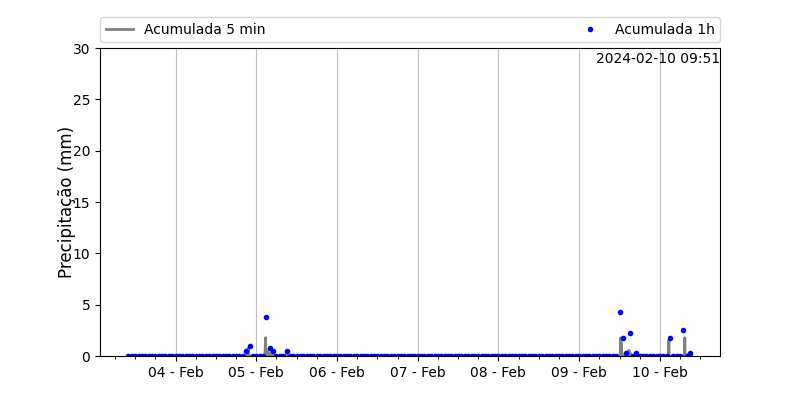 Acumulada 5 min
Acumulada 1h
2024-02-10 09:51
Precipitação (mm)
30
25
20
15
10
5
0
04 - Feb
05 - Feb
06 - Feb
07 - Feb
08 - Feb
09 - Feb
10 - Feb